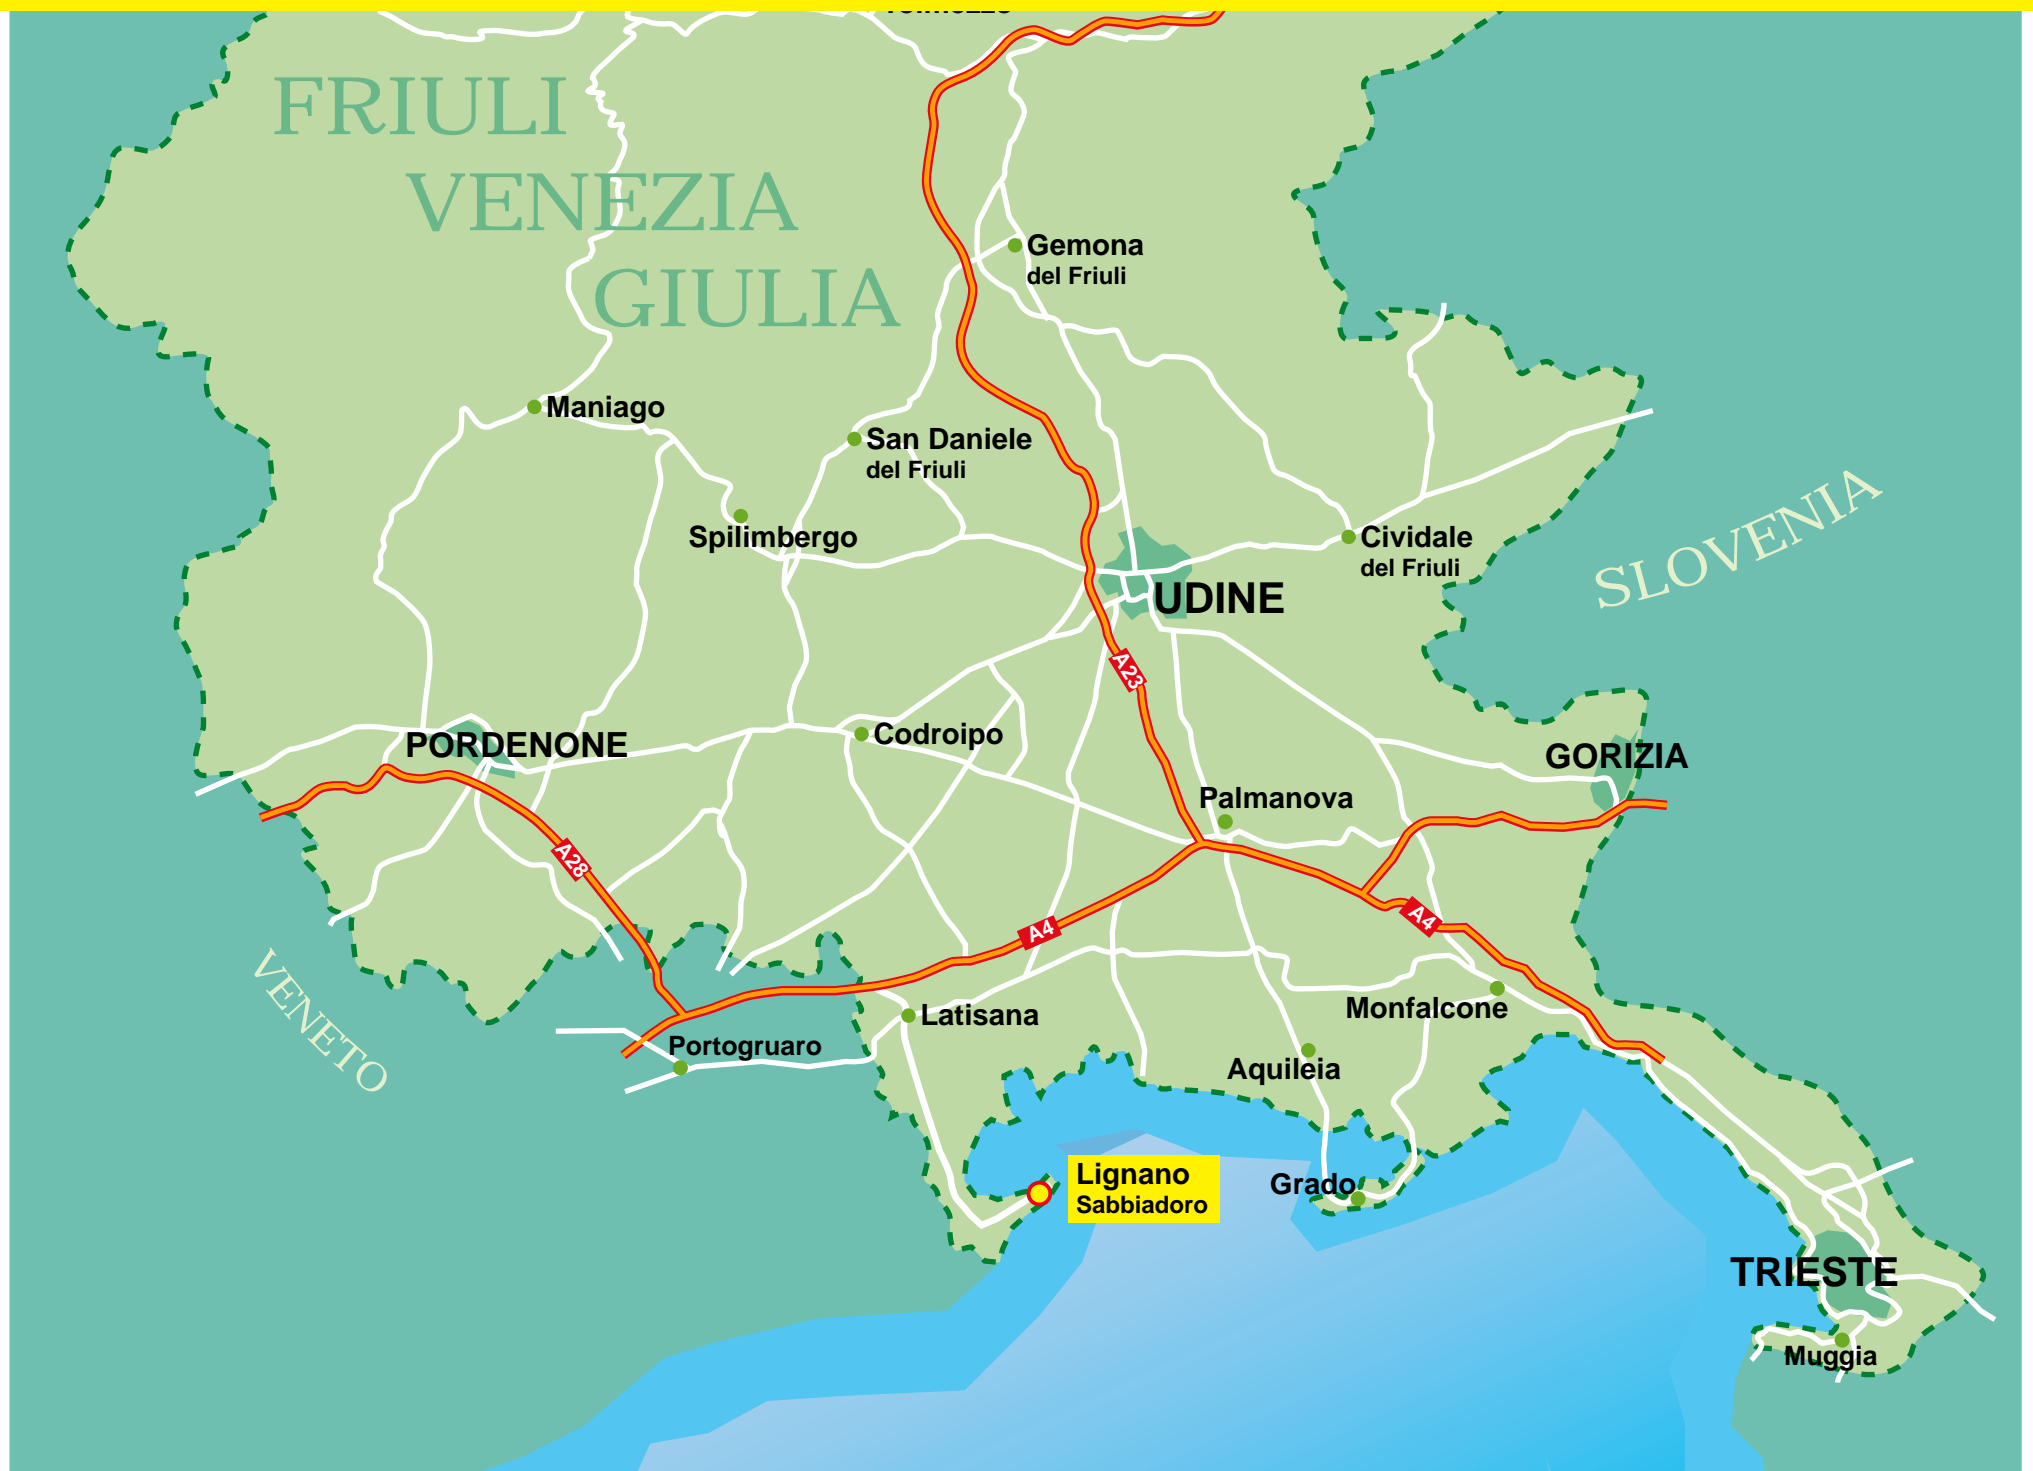 FRIULI
VENEZIA
GIULIA
Gemona
del Friuli
Maniago
San Daniele
del Friuli
Spilimbergo
Cividale
del Friuli
SLOVENIA
UDINE
A23
Codroipo
PORDENONE
GORIZIA
Palmanova
A28
A4
A4
VENETO
Latisana
Monfalcone
Portogruaro
Aquileia
Lignano
Sabbiadoro
Grado
TRIESTE
Muggia